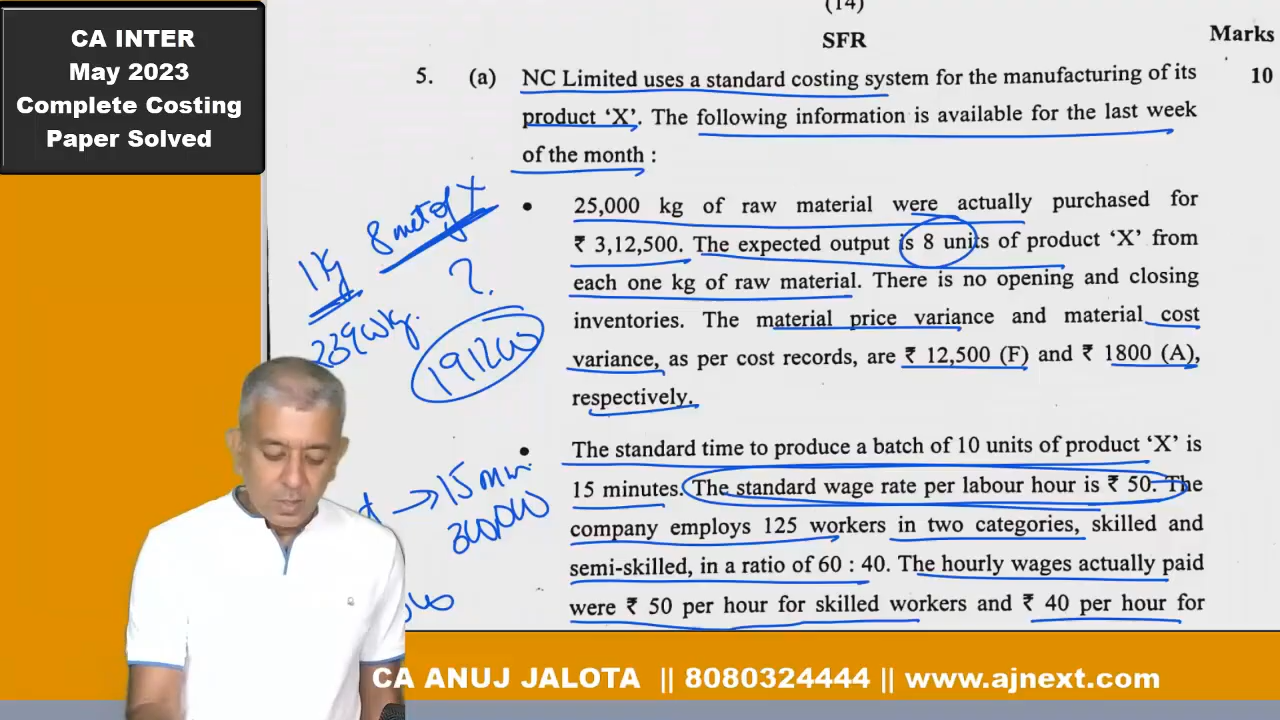 CA INTER
May 2023
Complete Costing
Paper Solved
(14)
SFR
Marks
5. (a) NC Limited uses a standard costing system for the manufacturing of its 10
product ‘X’. The following information is available for the last week
of the month :
• 25,000 kg of raw material were actually purchased for
₹ 3,12,500. The expected output is 8 units of product ‘X’ from
each one kg of raw material. There is no opening and closing
inventories. The material price variance and material cost
variance, as per cost records, are ₹ 12,500 (F) and ₹ 1800 (A),
respectively.
• The standard time to produce a batch of 10 units of product ‘X’ is
15 minutes. The standard wage rate per labour hour is ₹ 50. The
company employs 125 workers in two categories, skilled and
semi-skilled, in a ratio of 60 : 40. The hourly wages actually paid
were ₹ 50 per hour for skilled workers and ₹ 40 per hour for
1 kg
?
191200
→ 15 min
CA ANUJ JALOTA || 8080324444 || www.ajnext.com